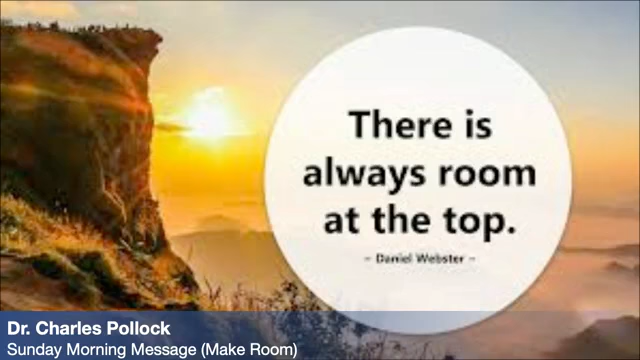 There is
always room
at the top.
- Daniel Webster -
Dr. Charles Pollock
Sunday Morning Message (Make Room)